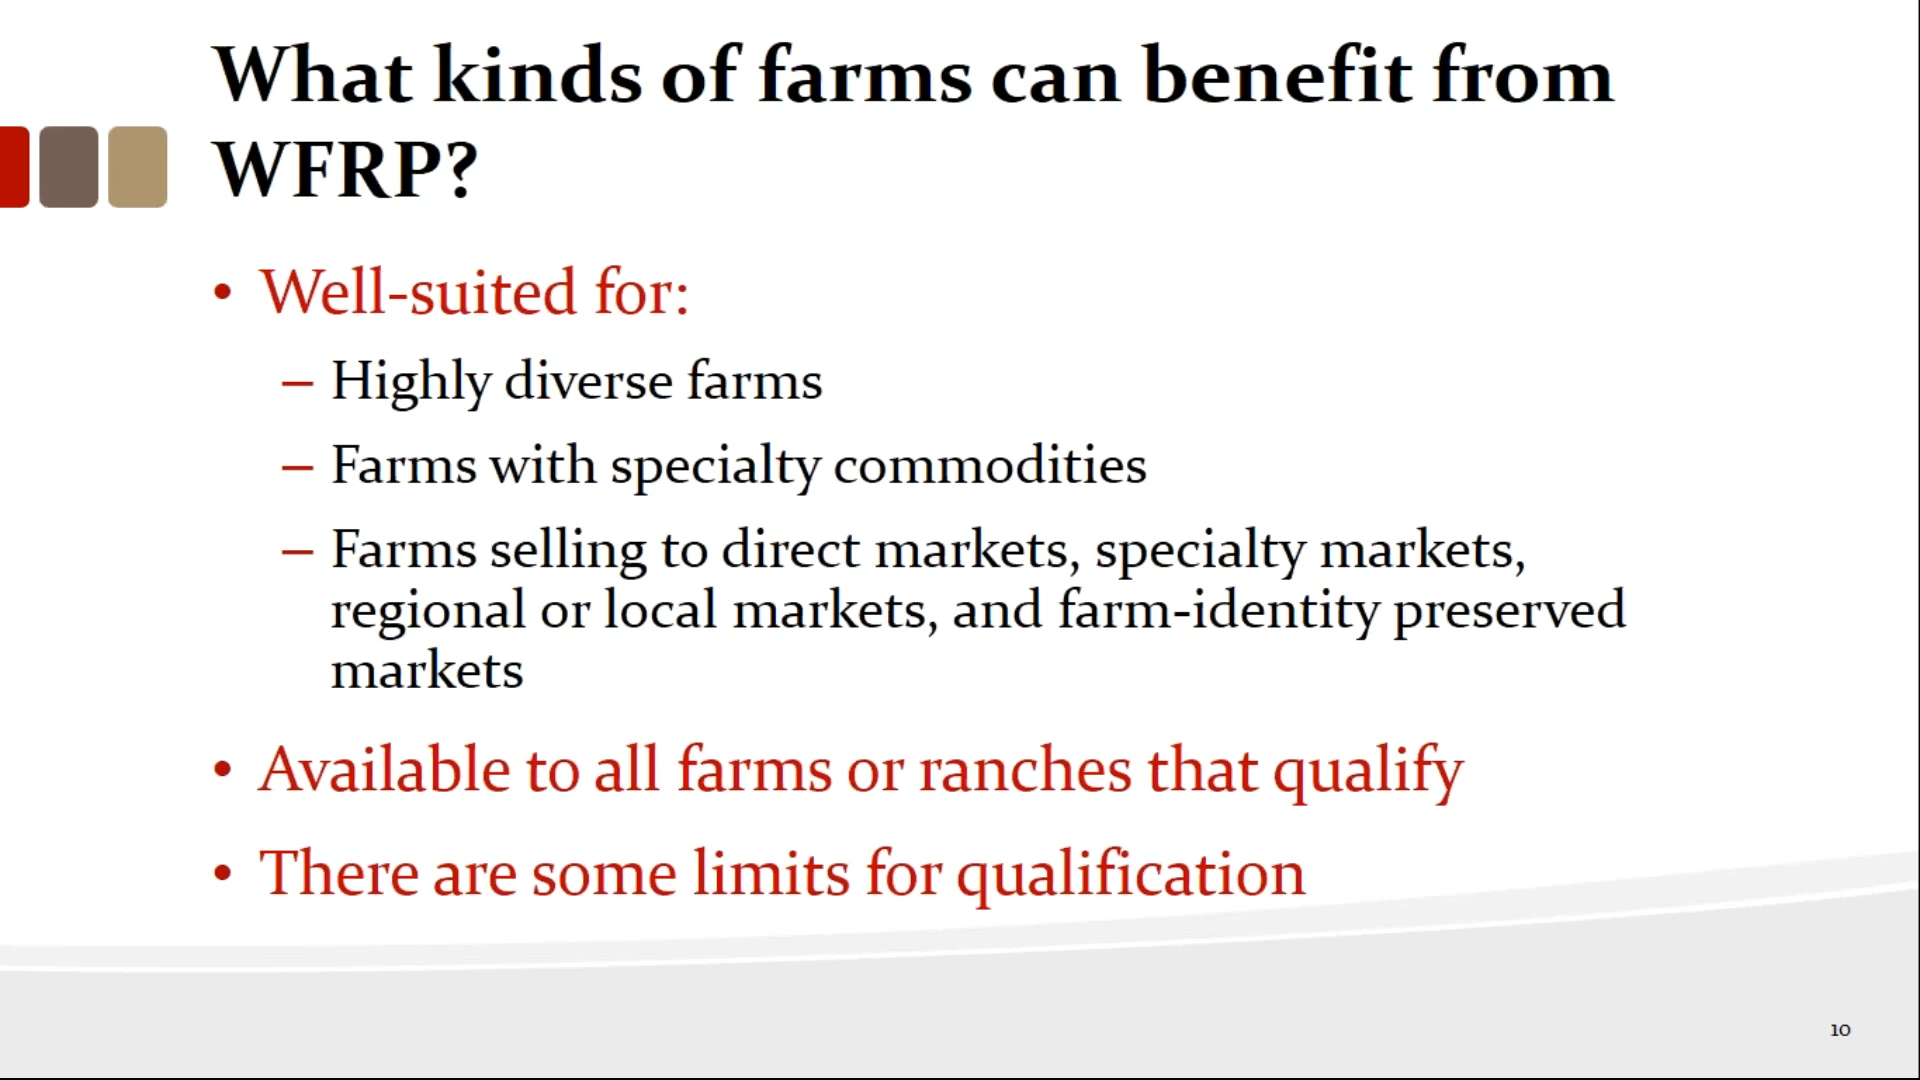 What kinds of farms can benefit from
WFRP?
• Well-suited for:
– Highly diverse farms
– Farms with specialty commodities
– Farms selling to direct markets, specialty markets,
regional or local markets, and farm-identity preserved
markets
• Available to all farms or ranches that qualify
• There are some limits for qualification
10